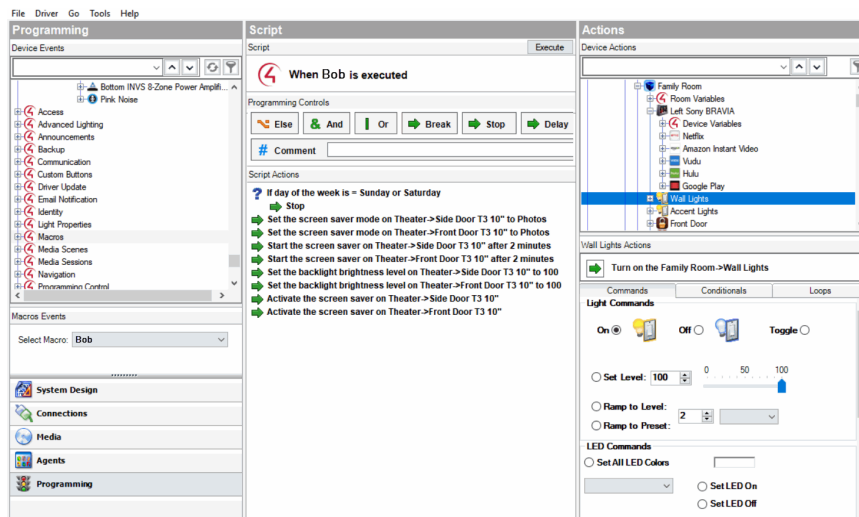 File Driver Go Tools Help
Programming
Device Events
Bottom INVS 8-Zone Power Amplifi...
Pink Noise
Access
Advanced Lighting
Announcements
Backup
Communication
Custom Buttons
Driver Update
Email Notification
Identity
Light Properties
Macros
Media Scenes
Media Sessions
Navigation
Programming Control
Macros Events
Select Macro: Bob
System Design
Connections
Media
Agents
Programming
Script
Script
Execute
When Bob is executed
Programming Controls
Else
And
Or
Break
Stop
Delay
# Comment
Script Actions
If day of the week is = Sunday or Saturday
Stop
Set the screen saver mode on Theater->Side Door T3 10" to Photos
Set the screen saver mode on Theater->Front Door T3 10" to Photos
Start the screen saver on Theater->Side Door T3 10" after 2 minutes
Start the screen saver on Theater->Front Door T3 10" after 2 minutes
Set the backlight brightness level on Theater->Side Door T3 10" to 100
Set the backlight brightness level on Theater->Front Door T3 10" to 100
Activate the screen saver on Theater->Side Door T3 10"
Activate the screen saver on Theater->Front Door T3 10"
Actions
Device Actions
Family Room
Room Variables
Left Sony BRAVIA
Device Variables
Netflix
Amazon Instant Video
Vudu
Hulu
Google Play
Wall Lights
Accent Lights
Front Door
Wall Lights Actions
Turn on the Family Room->Wall Lights
Commands
Conditionals
Loops
Light Commands
On
Off
Toggle
Set Level: 100
0 50 100
Ramp to Level:
2
Ramp to Preset:
LED Commands
Set All LED Colors
Set LED On
Set LED Off